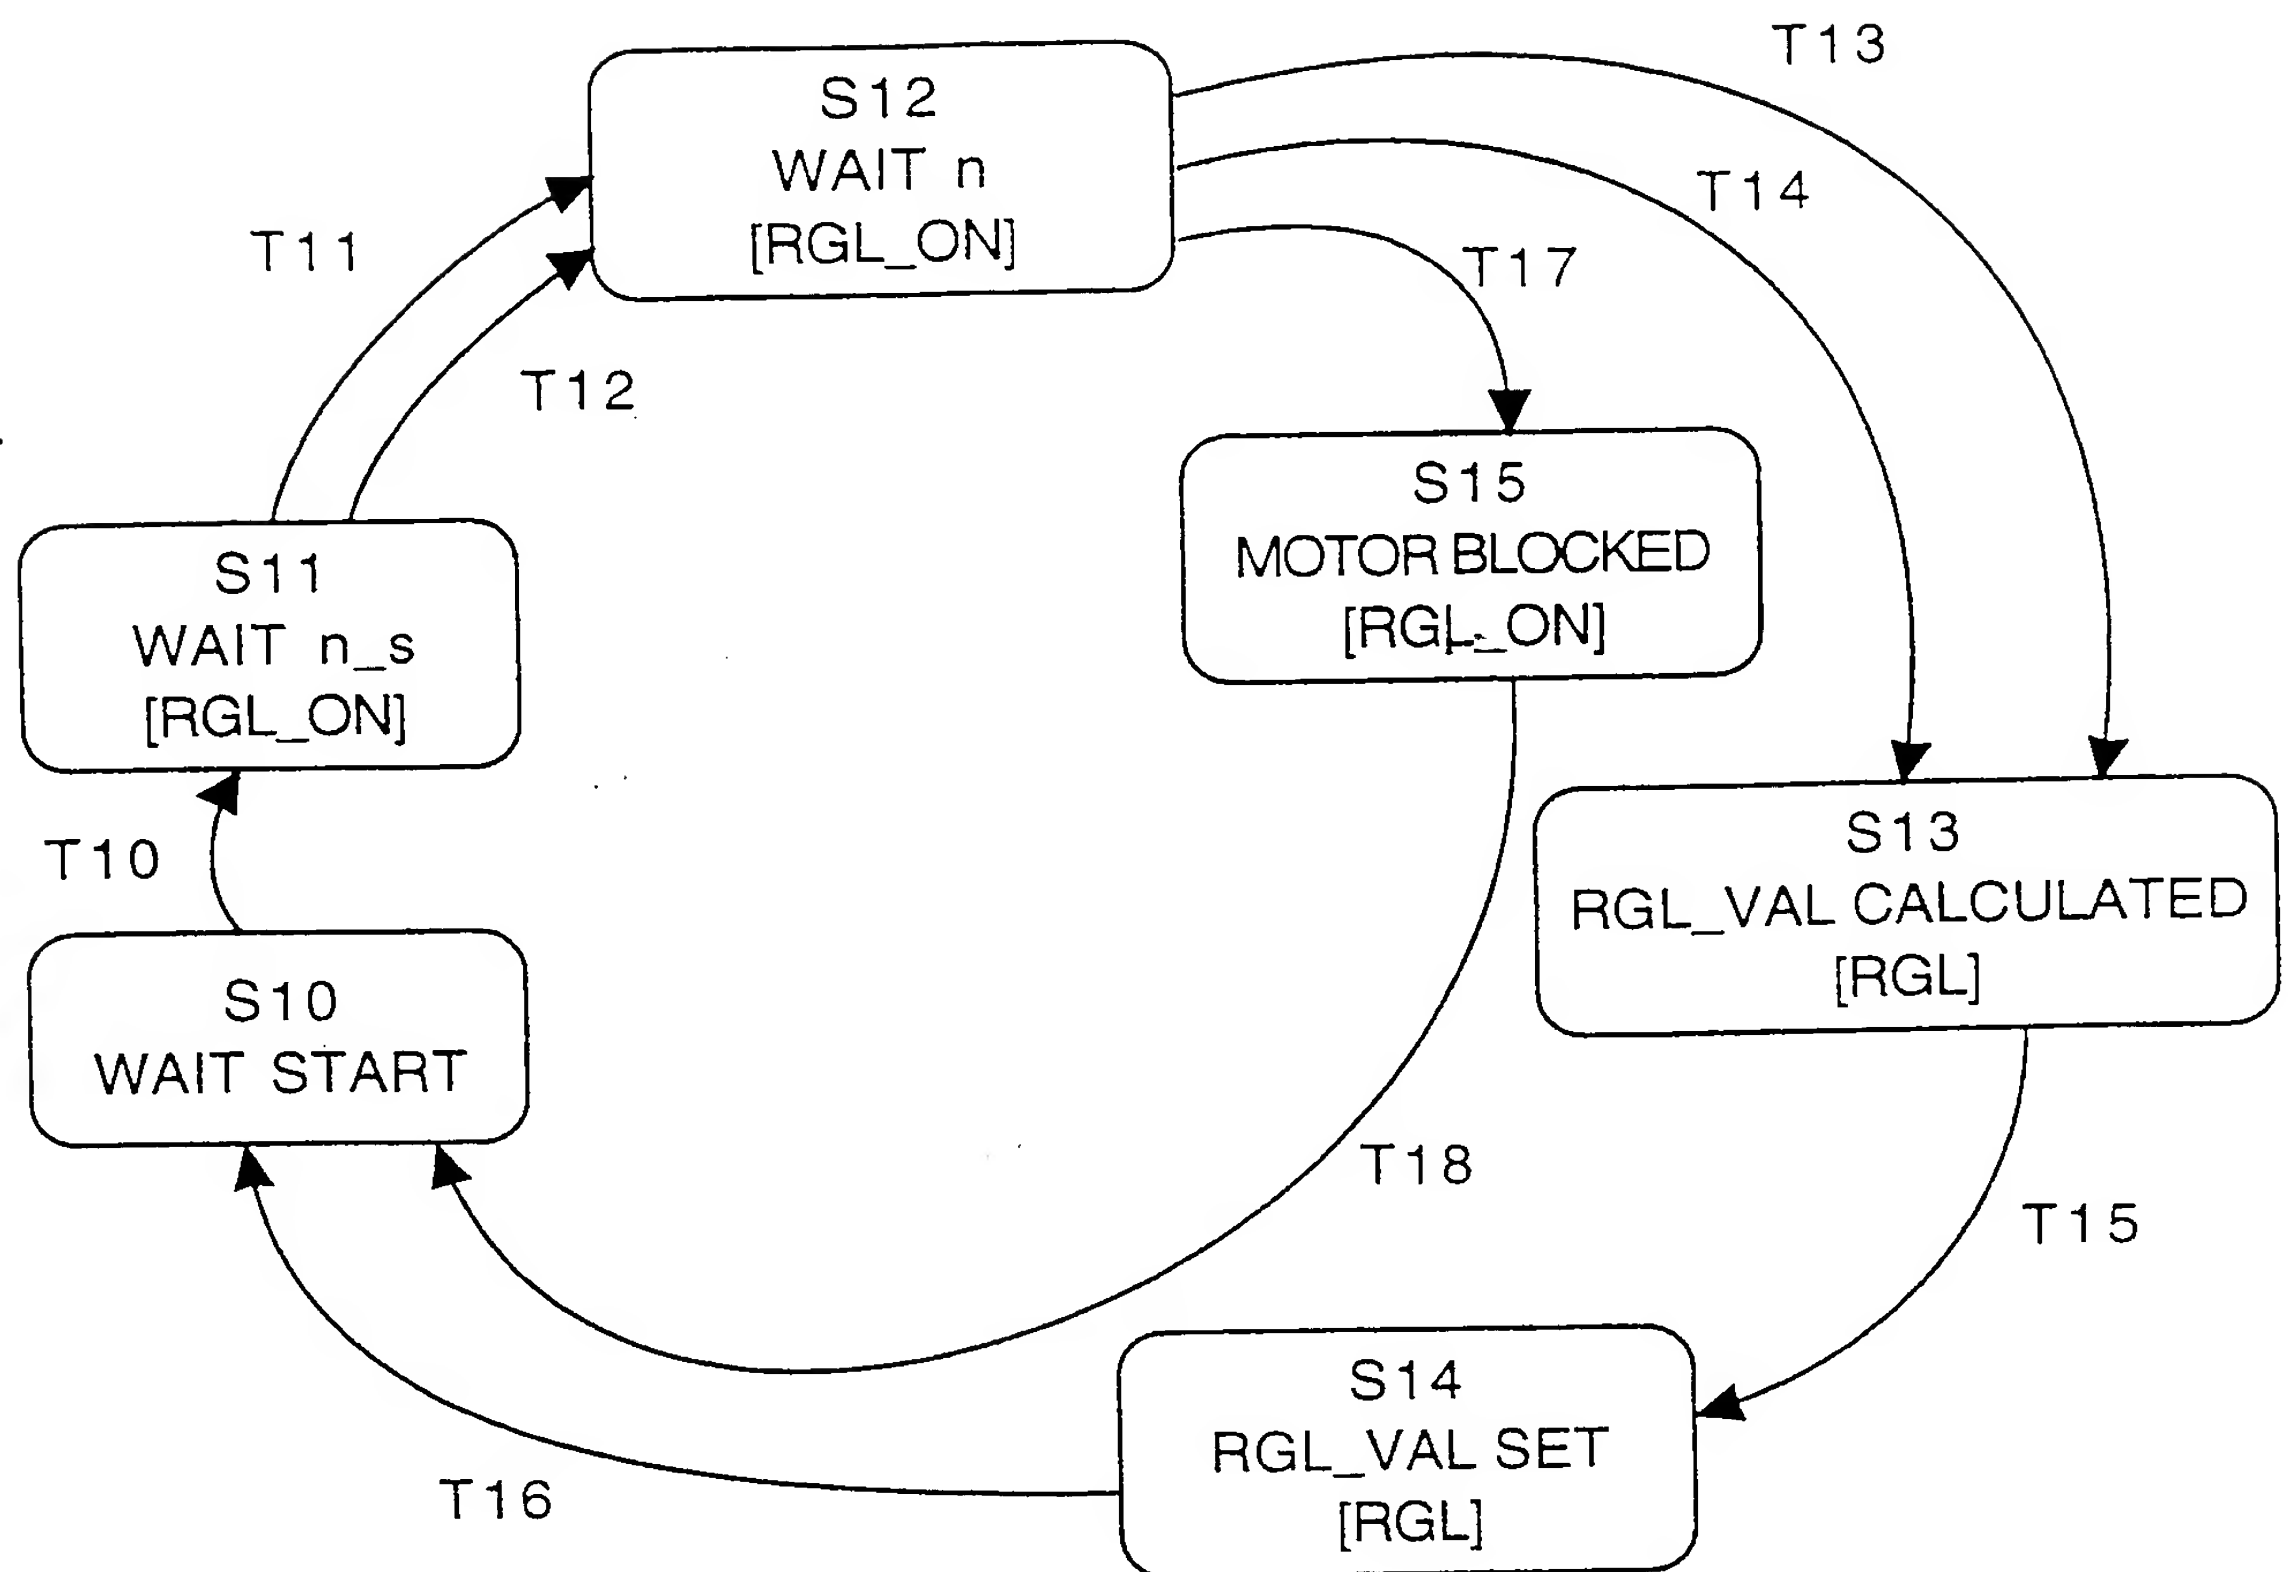 T13
S12
WAIT n
[RGL_ON]
T14
T11
T17
T12
S15
MOTOR BLOCKED
[RGL_ON]
S11
WAIT n_s
[RGL_ON]
T10
S13
RGL_VAL CALCULATED
[RGL]
S10
WAIT START
T18
T15
S14
RGL_VAL SET
[RGL]
T16